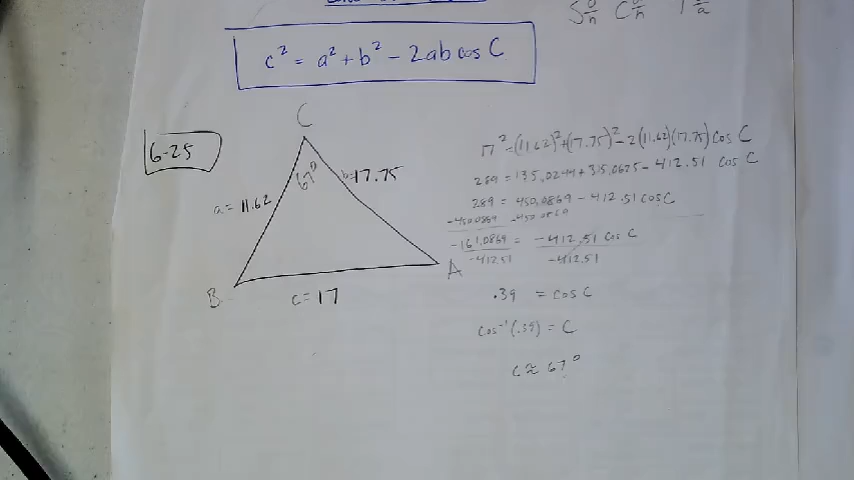 S o/h C a/h T o/a
c² = a² + b² - 2ab cos C
6-25
C
67°
a = 11.62
b=17.75
B
A
c = 17
17² = (11.62)² + (17.75)² - 2(11.62)(17.75) cos C
289 = 135.0244 + 315.0625 - 412.51 cos C
289 = 450.0869 - 412.51 cos C
-450.0869 -450.0869
-161.0869 = -412.51 cos C
-412.51 -412.51
.39 = cos C
cos⁻¹(.39) = C
C ≈ 67°